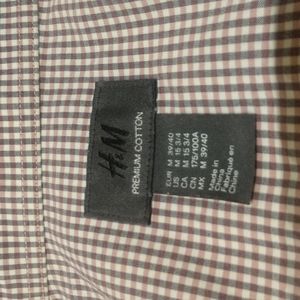 H&M
PREMIUM COTTON
EUR M 39/40
US M 15 3/4
CA M 15 3/4
CN 175/100A
MX M 39/40
Made in
China
Fabriqué en
Chine